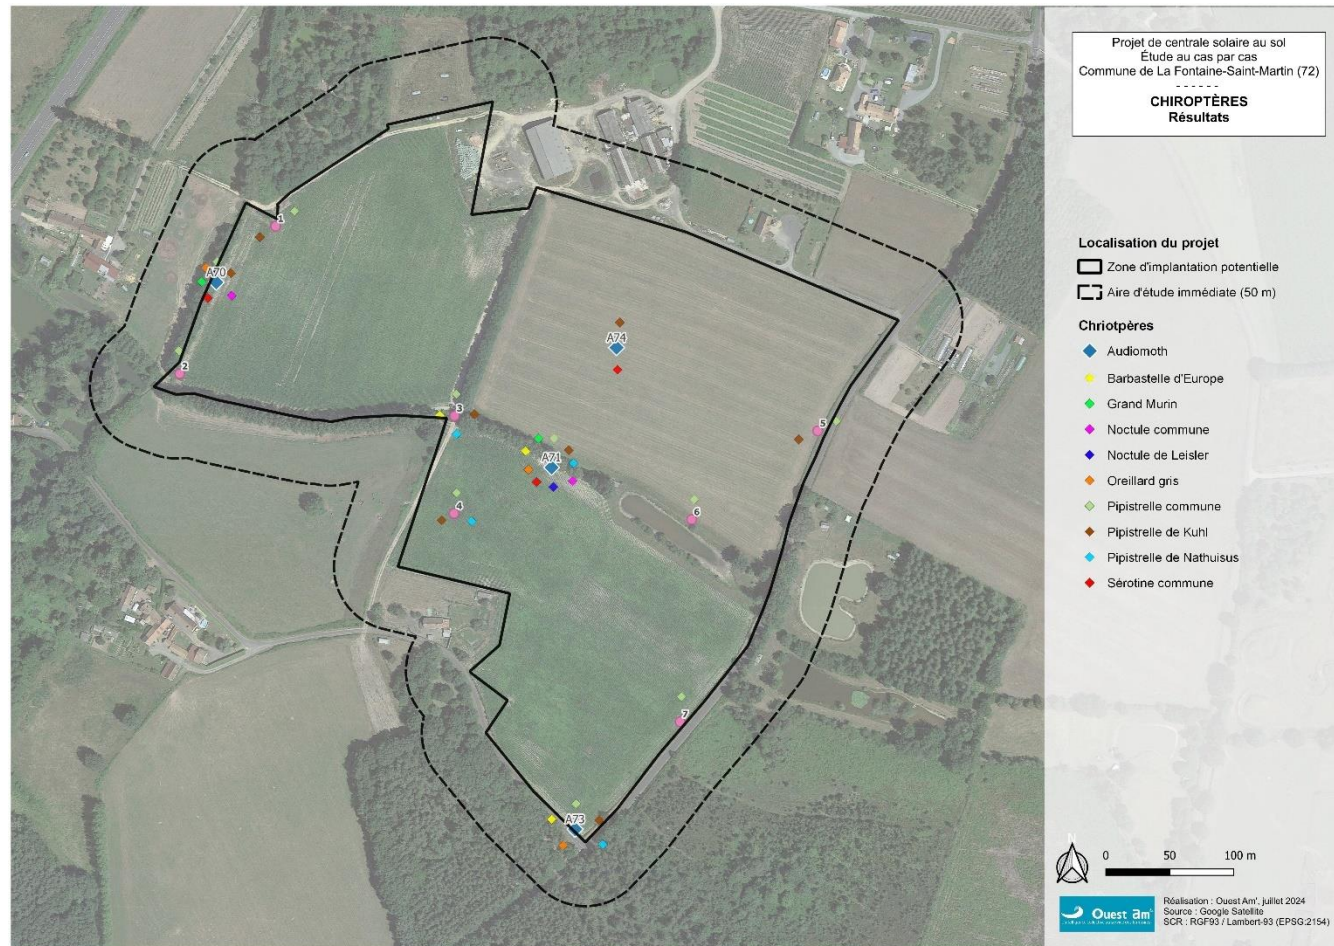 Projet de centrale solaire au sol
Étude au cas par cas
Commune de La Fontaine-Saint-Martin (72)
------
CHIROPTÈRES
Résultats
Localisation du projet
Zone d'implantation potentielle
Aire d'étude immédiate (50 m)
Chriotpères
Audiomoth
Barbastelle d'Europe
Grand Murin
Noctule commune
Noctule de Leisler
Oreillard gris
Pipistrelle commune
Pipistrelle de Kuhl
Pipistrelle de Nathuisus
Sérotine commune
1
A70
2
A74
3
5
A71
4
6
7
A73
N
0 50 100 m
Ouest am'
Réalisation : Ouest Am', juillet 2024
Source : Google Satellite
SCR : RGF93 / Lambert-93 (EPSG:2154)